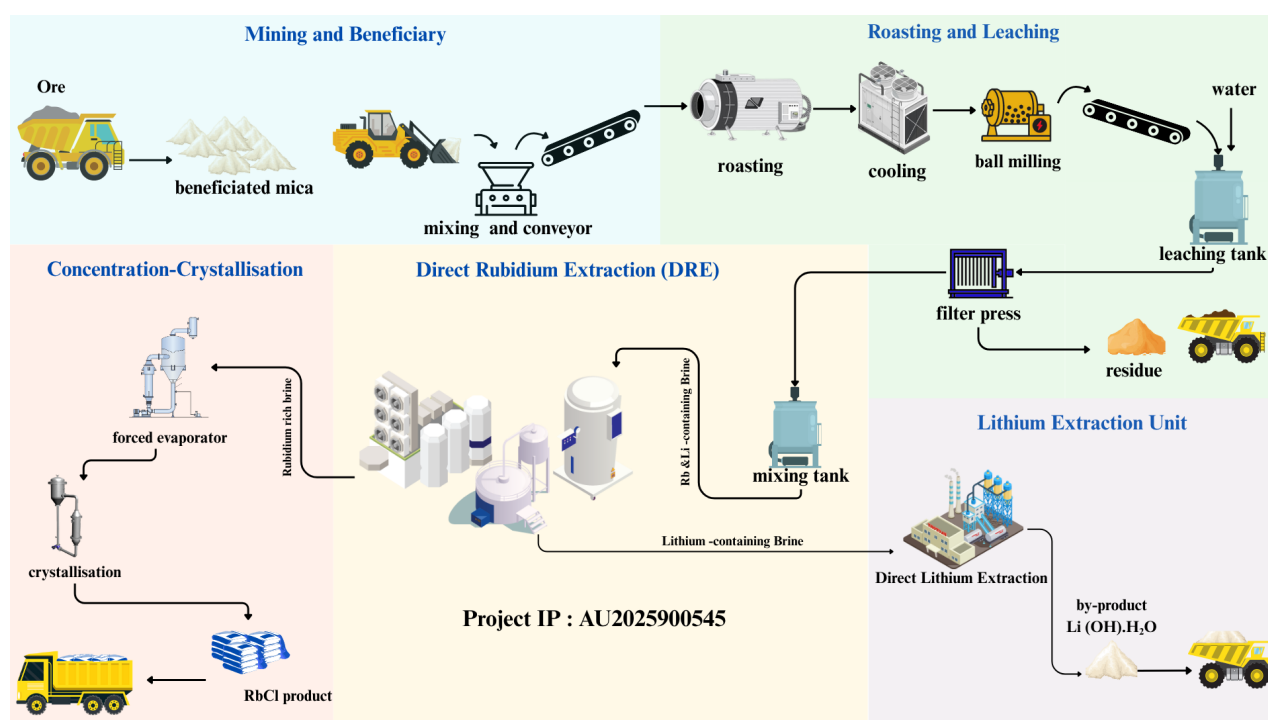 Mining and Beneficiary
Ore
beneficiated mica
mixing and conveyor
Roasting and Leaching
roasting
cooling
ball milling
water
leaching tank
filter press
residue
Direct Rubidium Extraction (DRE)
mixing tank
Rb &Li -containing Brine
Rubidium rich brine
Lithium -containing Brine
Project IP : AU2025900545
Concentration-Crystallisation
forced evaporator
crystallisation
RbCl product
Lithium Extraction Unit
Direct Lithium Extraction
by-product
Li (OH).H₂O